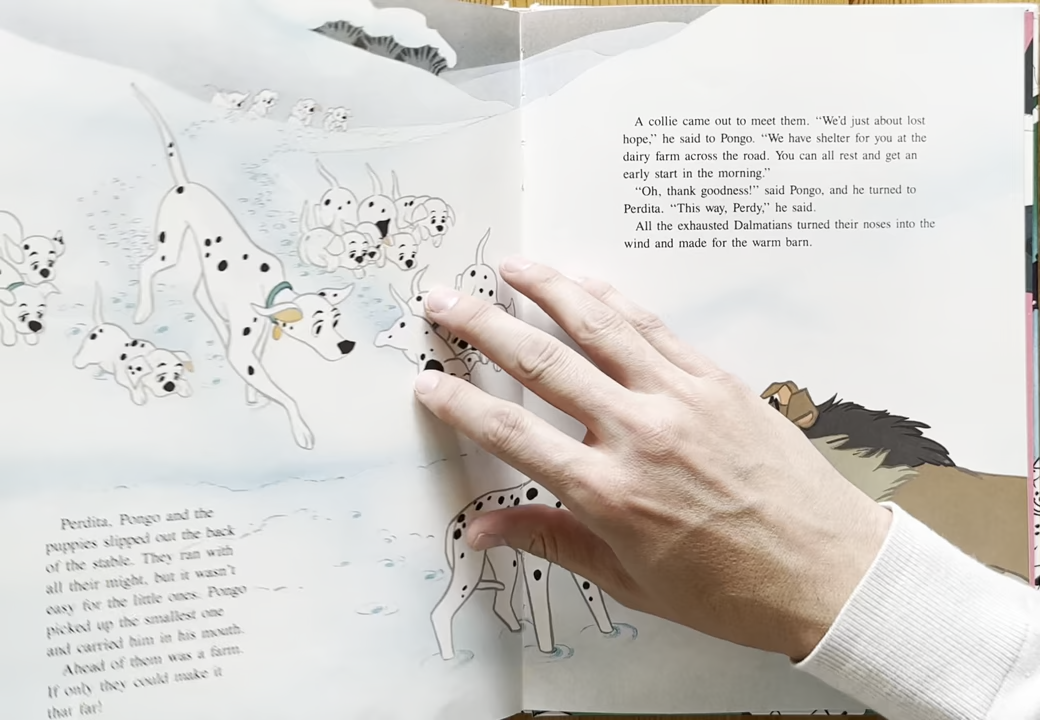 Perdita, Pongo and the
puppies slipped out the back
of the stable. They ran with
all their might, but it wasn't
easy for the little ones. Pongo
picked up the smallest one
and carried him in his mouth.
Ahead of them was a farm.
If only they could make it
that far!
A collie came out to meet them. “We'd just about lost
hope,” he said to Pongo. “We have shelter for you at the
dairy farm across the road. You can all rest and get an
early start in the morning.”
“Oh, thank goodness!” said Pongo, and he turned to
Perdita. “This way, Perdy,” he said.
All the exhausted Dalmatians turned their noses into the
wind and made for the warm barn.